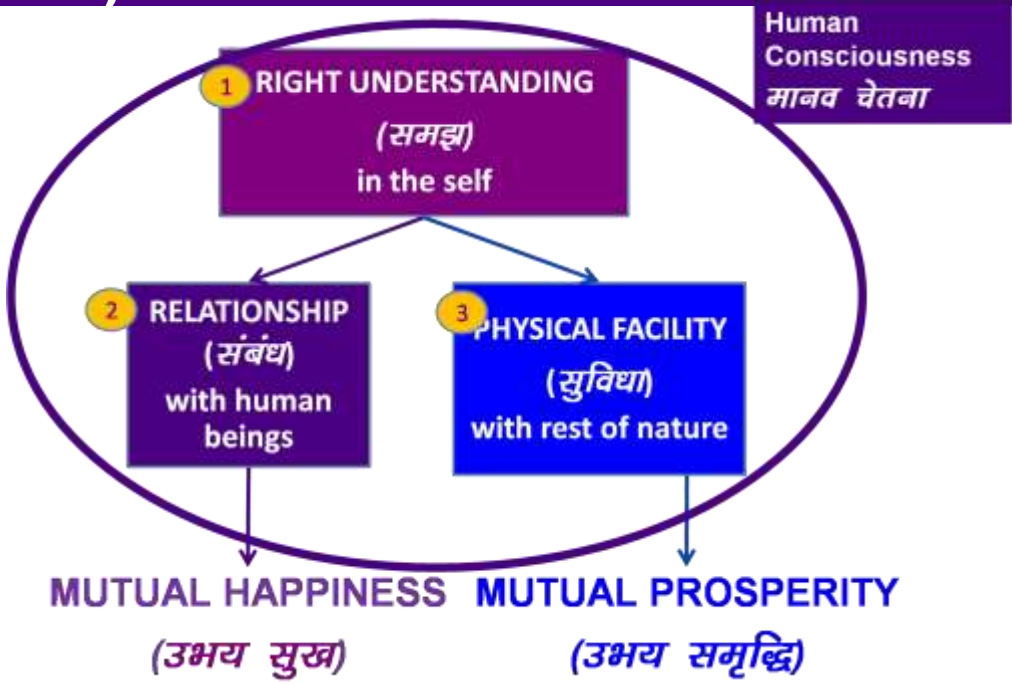 Human
Consciousness
मानव चेतना
1
RIGHT UNDERSTANDING
(समझ)
in the self
2
RELATIONSHIP
(संबंध)
with human
beings
3
PHYSICAL FACILITY
(सुविधा)
with rest of nature
MUTUAL HAPPINESS
(उभय सुख)
MUTUAL PROSPERITY
(उभय समृद्धि)